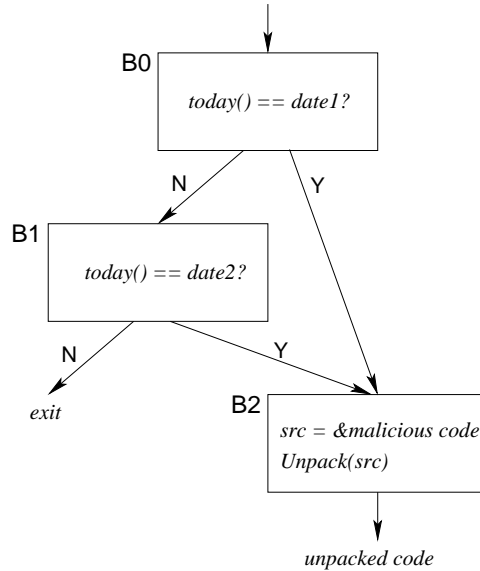 B0
today() == date1?
N
Y
B1
today() == date2?
N
Y
exit
B2
src = &malicious code
Unpack(src)
unpacked code